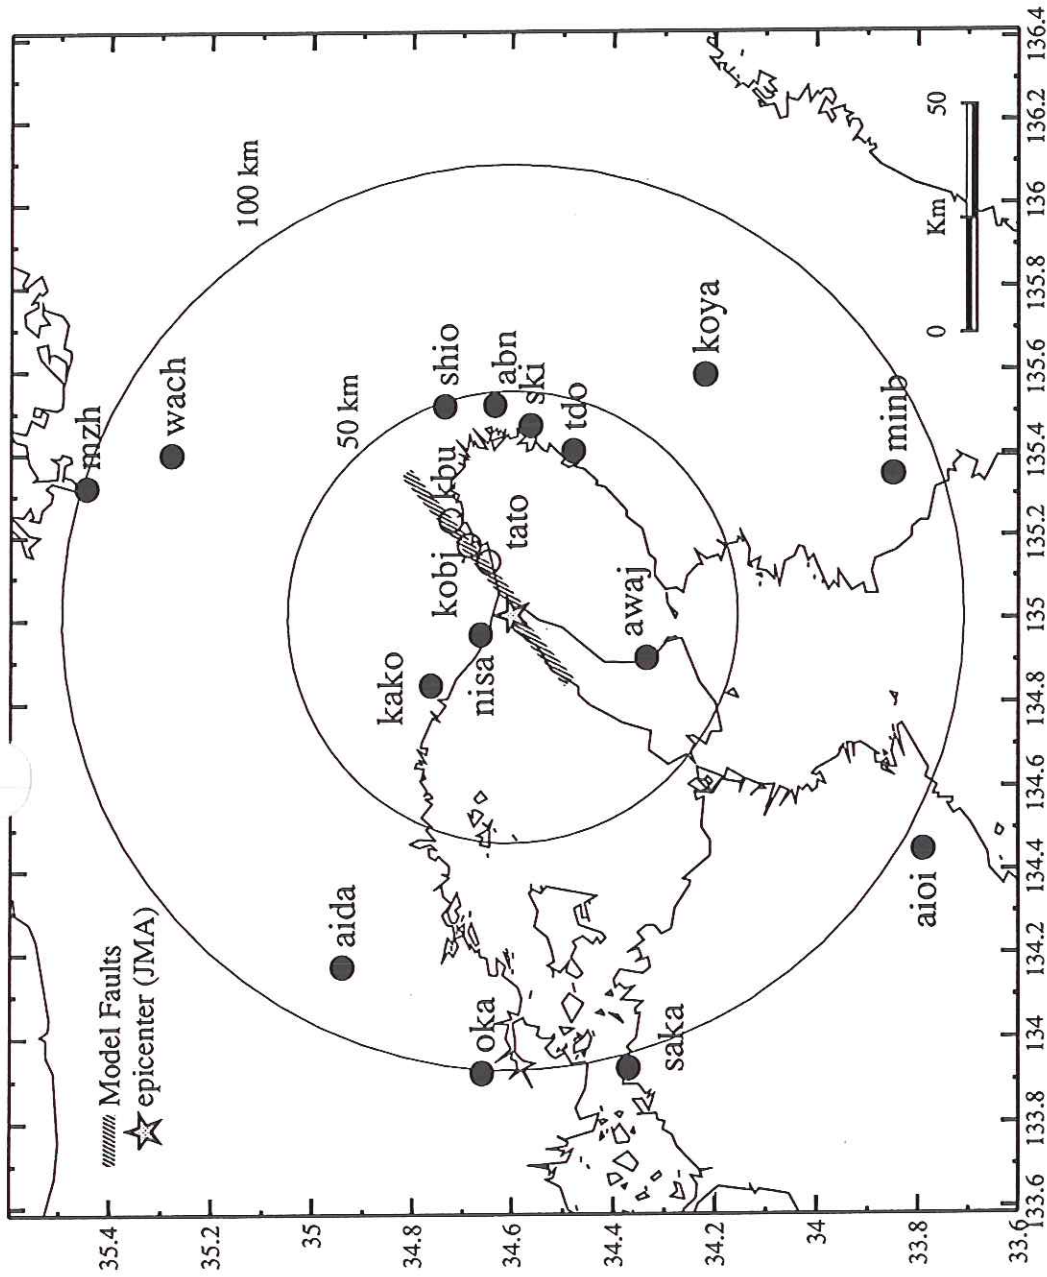 Model Faults
epicenter (JMA)
100 km
50 km
mzh
wach
aida
kako
nisa
kobj
kbu
tato
shio
abn
ski
tdo
koya
awaj
oka
saka
aioi
minb
0
Km
50
35.4
35.2
35
34.8
34.6
34.4
34.2
34
33.8
33.6
133.6
133.8
134
134.2
134.4
134.6
134.8
135
135.2
135.4
135.6
135.8
136
136.2
136.4